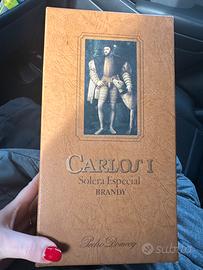 CARLOS I
Solera Especial
BRANDY
Pedro Domecq
subito